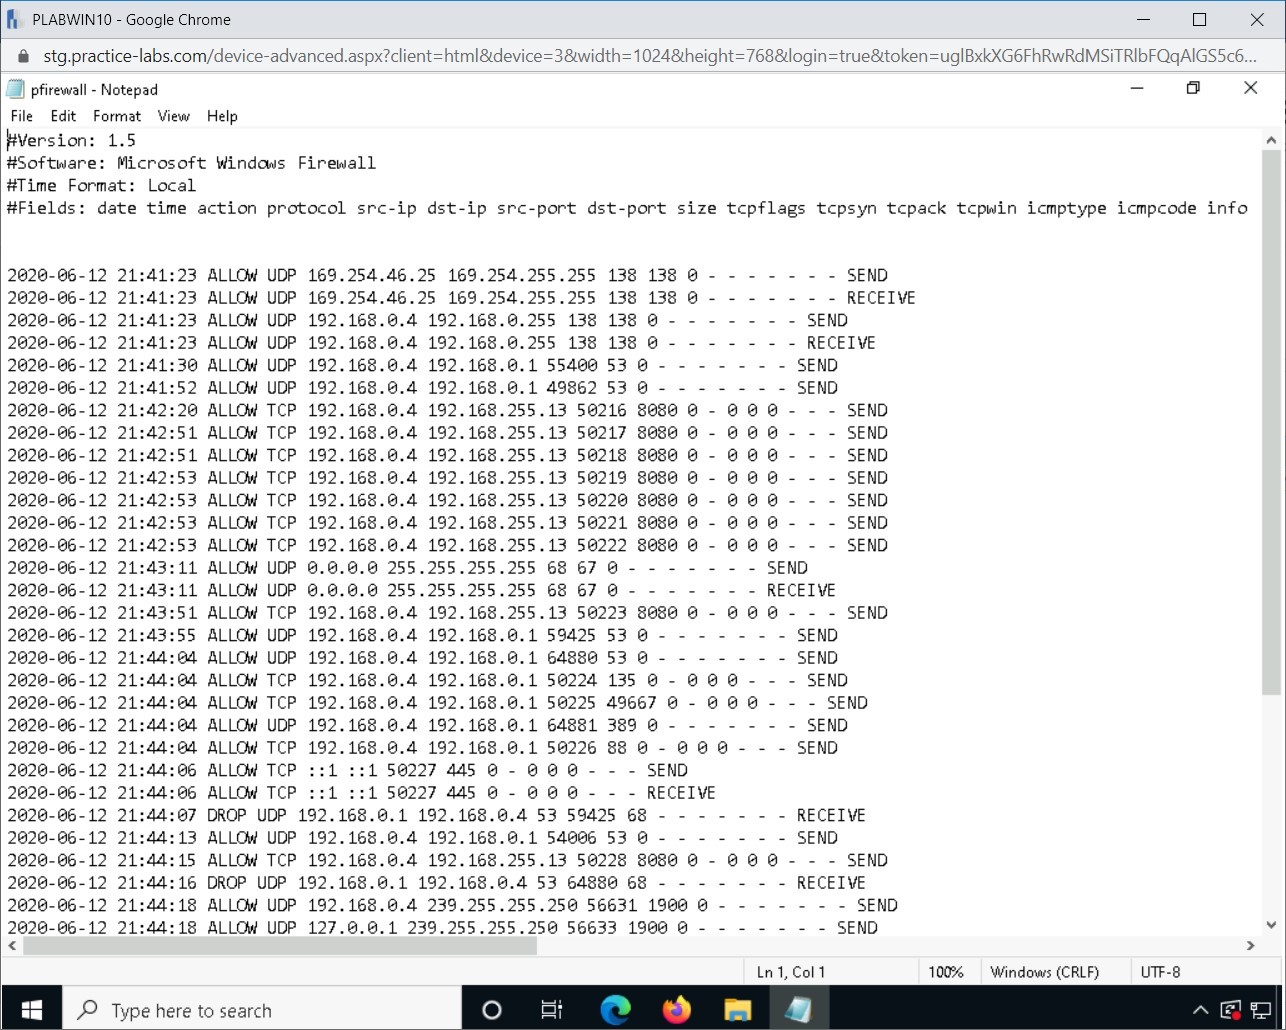 PLABWIN10 - Google Chrome
stg.practice-labs.com/device-advanced.aspx?client=html&device=3&width=1024&height=768&login=true&token=uglBxkXG6FhRwRdMSiTRlbFQqAlGS5c6...
pfirewall - Notepad
File Edit Format View Help
#Version: 1.5
#Software: Microsoft Windows Firewall
#Time Format: Local
#Fields: date time action protocol src-ip dst-ip src-port dst-port size tcpflags tcpsyn tcpack tcpwin icmptype icmpcode info
2020-06-12 21:41:23 ALLOW UDP 169.254.46.25 169.254.255.255 138 138 0 - - - - - - - SEND
2020-06-12 21:41:23 ALLOW UDP 169.254.46.25 169.254.255.255 138 138 0 - - - - - - - RECEIVE
2020-06-12 21:41:23 ALLOW UDP 192.168.0.4 192.168.0.255 138 138 0 - - - - - - - SEND
2020-06-12 21:41:23 ALLOW UDP 192.168.0.4 192.168.0.255 138 138 0 - - - - - - - RECEIVE
2020-06-12 21:41:30 ALLOW UDP 192.168.0.4 192.168.0.1 55400 53 0 - - - - - - - SEND
2020-06-12 21:41:52 ALLOW UDP 192.168.0.4 192.168.0.1 49862 53 0 - - - - - - - SEND
2020-06-12 21:42:20 ALLOW TCP 192.168.0.4 192.168.255.13 50216 8080 0 - 0 0 0 - - - SEND
2020-06-12 21:42:51 ALLOW TCP 192.168.0.4 192.168.255.13 50217 8080 0 - 0 0 0 - - - SEND
2020-06-12 21:42:51 ALLOW TCP 192.168.0.4 192.168.255.13 50218 8080 0 - 0 0 0 - - - SEND
2020-06-12 21:42:53 ALLOW TCP 192.168.0.4 192.168.255.13 50219 8080 0 - 0 0 0 - - - SEND
2020-06-12 21:42:53 ALLOW TCP 192.168.0.4 192.168.255.13 50220 8080 0 - 0 0 0 - - - SEND
2020-06-12 21:42:53 ALLOW TCP 192.168.0.4 192.168.255.13 50221 8080 0 - 0 0 0 - - - SEND
2020-06-12 21:42:53 ALLOW TCP 192.168.0.4 192.168.255.13 50222 8080 0 - 0 0 0 - - - SEND
2020-06-12 21:43:11 ALLOW UDP 0.0.0.0 255.255.255.255 68 67 0 - - - - - - - SEND
2020-06-12 21:43:11 ALLOW UDP 0.0.0.0 255.255.255.255 68 67 0 - - - - - - - RECEIVE
2020-06-12 21:43:51 ALLOW TCP 192.168.0.4 192.168.255.13 50223 8080 0 - 0 0 0 - - - SEND
2020-06-12 21:43:55 ALLOW UDP 192.168.0.4 192.168.0.1 59425 53 0 - - - - - - - SEND
2020-06-12 21:44:04 ALLOW UDP 192.168.0.4 192.168.0.1 64880 53 0 - - - - - - - SEND
2020-06-12 21:44:04 ALLOW TCP 192.168.0.4 192.168.0.1 50224 135 0 - 0 0 0 - - - SEND
2020-06-12 21:44:04 ALLOW TCP 192.168.0.4 192.168.0.1 50225 49667 0 - 0 0 0 - - - SEND
2020-06-12 21:44:04 ALLOW UDP 192.168.0.4 192.168.0.1 64881 389 0 - - - - - - - SEND
2020-06-12 21:44:04 ALLOW TCP 192.168.0.4 192.168.0.1 50226 88 0 - 0 0 0 - - - SEND
2020-06-12 21:44:06 ALLOW TCP ::1 ::1 50227 445 0 - 0 0 0 - - - SEND
2020-06-12 21:44:06 ALLOW TCP ::1 ::1 50227 445 0 - 0 0 0 - - - RECEIVE
2020-06-12 21:44:07 DROP UDP 192.168.0.1 192.168.0.4 53 59425 68 - - - - - - - RECEIVE
2020-06-12 21:44:13 ALLOW UDP 192.168.0.4 192.168.0.1 54006 53 0 - - - - - - - SEND
2020-06-12 21:44:15 ALLOW TCP 192.168.0.4 192.168.255.13 50228 8080 0 - 0 0 0 - - - SEND
2020-06-12 21:44:16 DROP UDP 192.168.0.1 192.168.0.4 53 64880 68 - - - - - - - RECEIVE
2020-06-12 21:44:18 ALLOW UDP 192.168.0.4 239.255.255.250 56631 1900 0 - - - - - - - SEND
2020-06-12 21:44:18 ALLOW UDP 127.0.0.1 239.255.255.250 56633 1900 0 - - - - - - - SEND
Ln 1, Col 1 100% Windows (CRLF) UTF-8
Type here to search